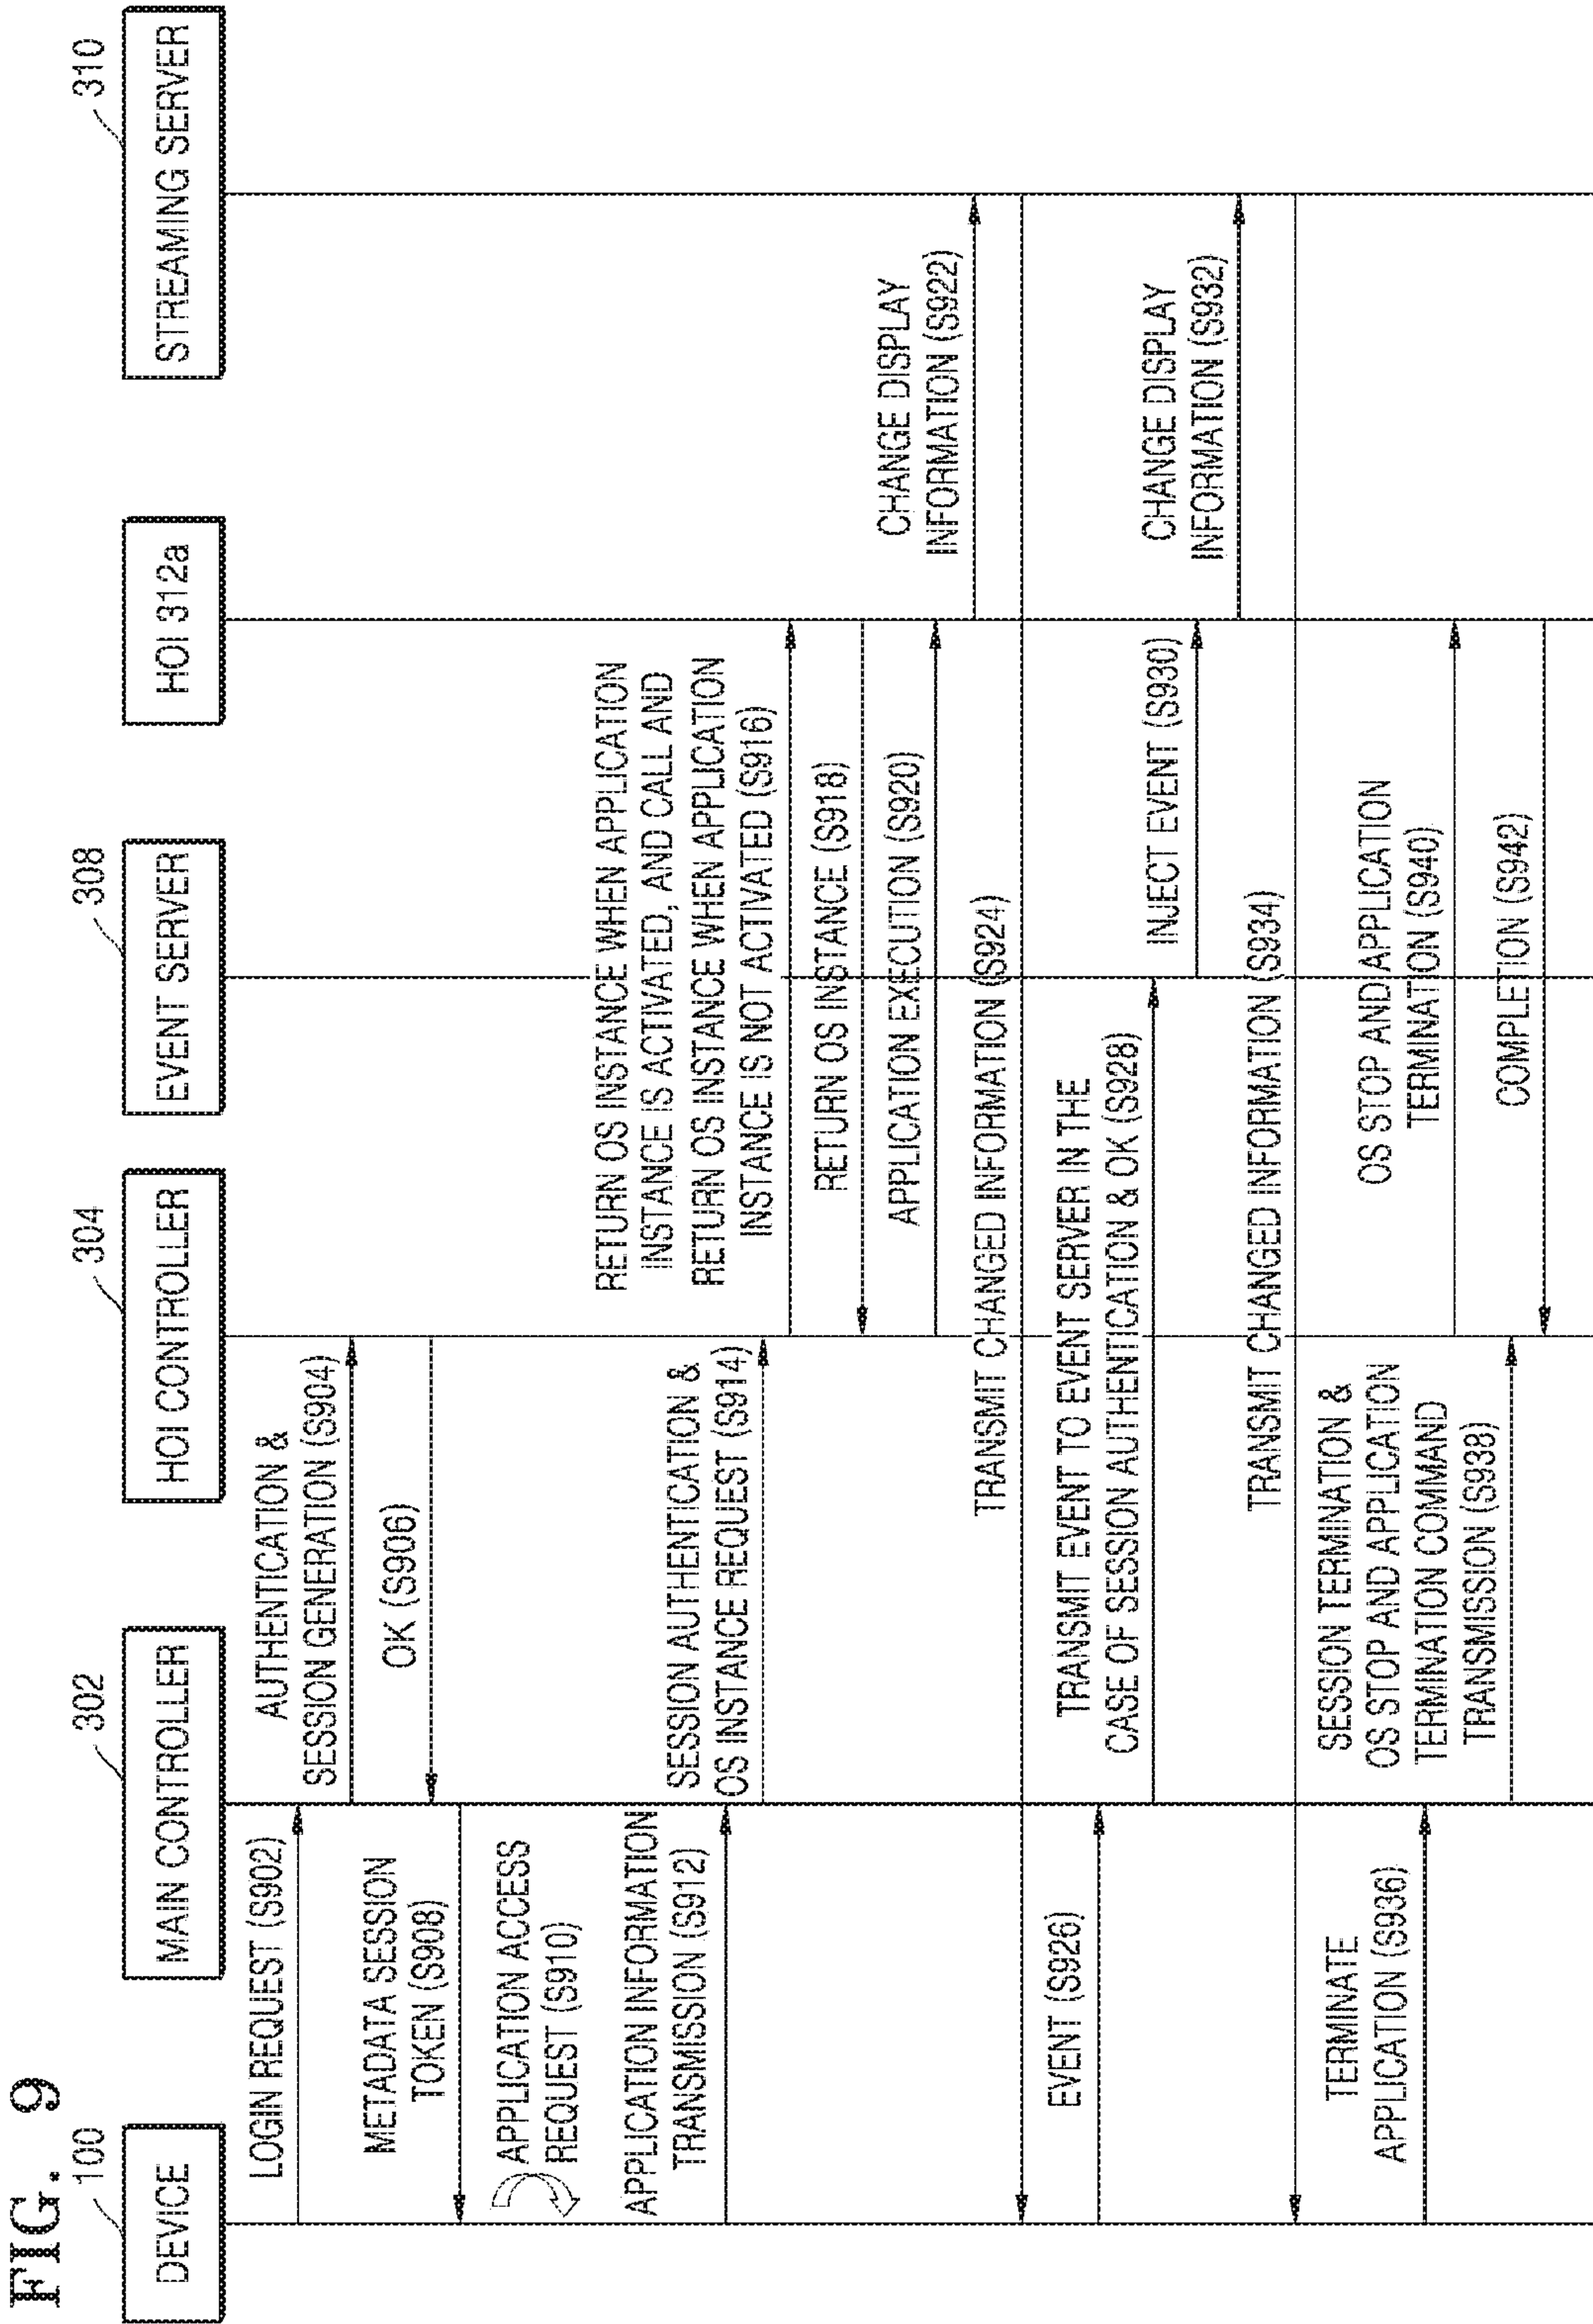 FIG. 9
100
302
304
308
310
DEVICE
MAIN CONTROLLER
HOI CONTROLLER
EVENT SERVER
HOI 312a
STREAMING SERVER
LOGIN REQUEST (S902)
AUTHENTICATION &
SESSION GENERATION (S904)
OK (S906)
METADATA SESSION
TOKEN (S908)
APPLICATION ACCESS
REQUEST (S910)
APPLICATION INFORMATION
TRANSMISSION (S912)
SESSION AUTHENTICATION &
OS INSTANCE REQUEST (S914)
RETURN OS INSTANCE WHEN APPLICATION
INSTANCE IS ACTIVATED, AND CALL AND
RETURN OS INSTANCE WHEN APPLICATION
INSTANCE IS NOT ACTIVATED (S916)
RETURN OS INSTANCE (S918)
APPLICATION EXECUTION (S920)
CHANGE DISPLAY
INFORMATION (S922)
TRANSMIT CHANGED INFORMATION (S924)
EVENT (S926)
TRANSMIT EVENT TO EVENT SERVER IN THE
CASE OF SESSION AUTHENTICATION & OK (S928)
INJECT EVENT (S930)
CHANGE DISPLAY
INFORMATION (S932)
TRANSMIT CHANGED INFORMATION (S934)
TERMINATE
APPLICATION (S936)
SESSION TERMINATION &
OS STOP AND APPLICATION
TERMINATION COMMAND
TRANSMISSION (S938)
OS STOP AND APPLICATION
TERMINATION (S940)
COMPLETION (S942)